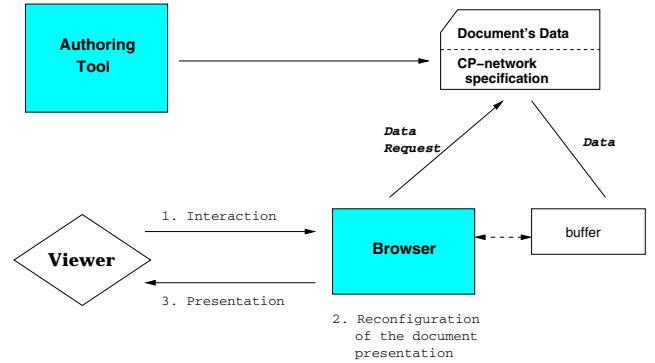 Authoring
Tool
Document's Data
CP-network
specification
Data
Request
Data
1. Interaction
Viewer
Browser
buffer
3. Presentation
2. Reconfiguration
of the document
presentation